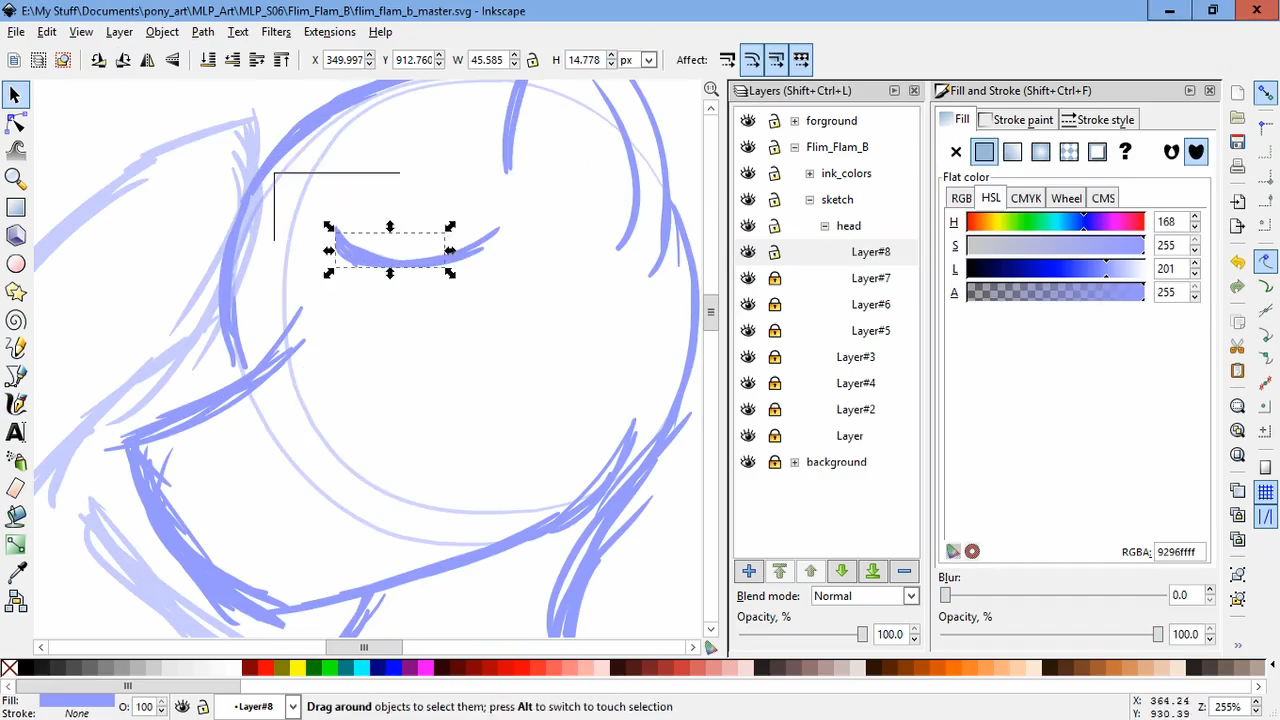 E:\My Stuff\Documents\pony_art\MLP_Art\MLP_S06\Flim_Flam_B\flim_flam_b_master.svg - Inkscape
File Edit View Layer Object Path Text Filters Extensions Help
X 349.997 Y 912.760 W 45.585 H 14.778 px Affect:
Layers (Shift+Ctrl+L)
forground
Flim_Flam_B
ink_colors
sketch
head
Layer#8
Layer#7
Layer#6
Layer#5
Layer#3
Layer#4
Layer#2
Layer
background
Blend mode: Normal
Opacity, % 100.0
Fill and Stroke (Shift+Ctrl+F)
Fill Stroke paint Stroke style
Flat color
RGB HSL CMYK Wheel CMS
H 168
S 255
L 201
A 255
RGBA: 9296ffff
Blur:
0.0
Opacity, %
100.0
Fill: O: 100 •Layer#8 Drag around objects to select them; press Alt to switch to touch selection X: 364.24 Z: 255%
Stroke: None Y: 930.39